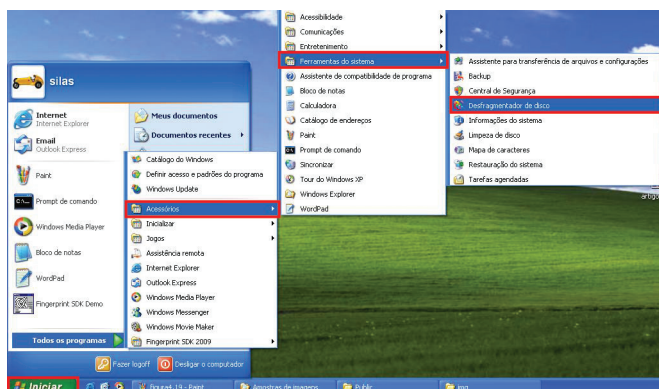 silas
Internet
Internet Explorer
Email
Outlook Express
Paint
Prompt de comando
Windows Media Player
Bloco de notas
WordPad
Fingerprint SDK Demo
Todos os programas
Meus documentos
Documentos recentes
Catálogo do Windows
Definir acesso e padrões do programa
Windows Update
Acessórios
Inicializar
Jogos
Assistência remota
Internet Explorer
Outlook Express
Windows Media Player
Windows Messenger
Windows Movie Maker
Fingerprint SDK 2009
Acessibilidade
Comunicações
Entretenimento
Ferramentas do sistema
Assistente de compatibilidade de programa
Bloco de notas
Calculadora
Catálogo de endereços
Paint
Prompt de comando
Sincronizar
Tour do Windows XP
Windows Explorer
WordPad
Assistente para transferência de arquivos e configurações
Backup
Central de Segurança
Desfragmentador de disco
Informações do sistema
Limpeza de disco
Mapa de caracteres
Restauração do sistema
Tarefas agendadas
artigo
Fazer logoff
Desligar o computador
Iniciar
figura4.19 - Paint
Amostras de imagens
Public
img